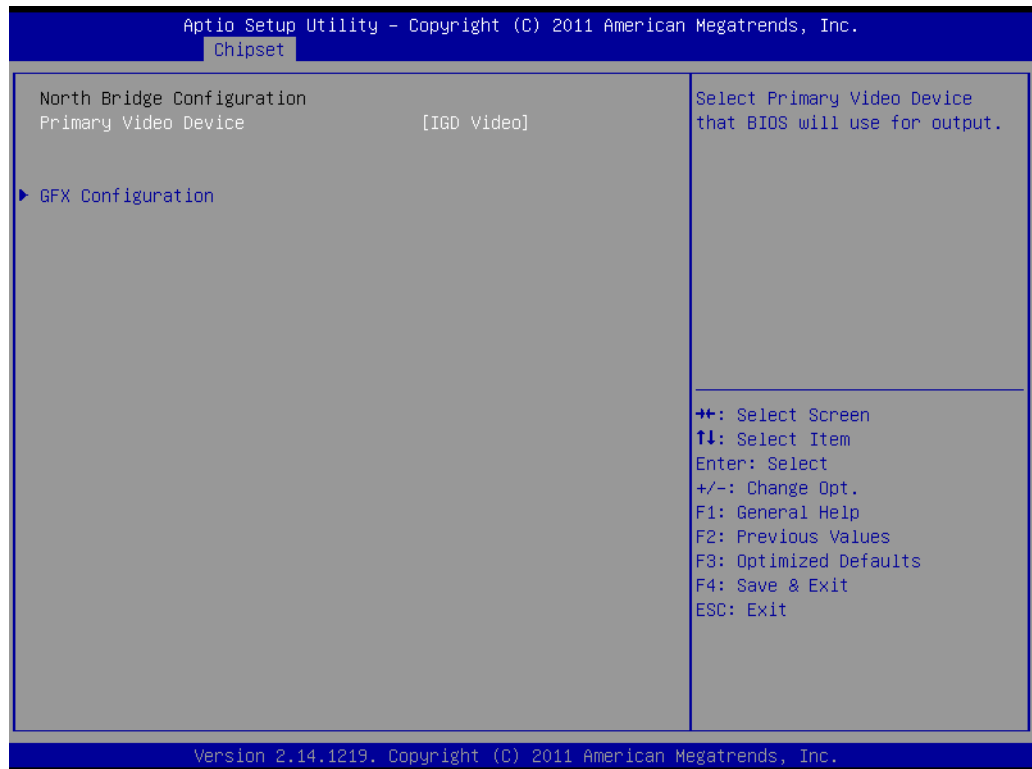 Aptio Setup Utility – Copyright (C) 2011 American Megatrends, Inc.
Chipset
North Bridge Configuration
Primary Video Device [IGD Video]
GFX Configuration
Select Primary Video Device
that BIOS will use for output.
→←: Select Screen
↑↓: Select Item
Enter: Select
+/-: Change Opt.
F1: General Help
F2: Previous Values
F3: Optimized Defaults
F4: Save & Exit
ESC: Exit
Version 2.14.1219. Copyright (C) 2011 American Megatrends, Inc.